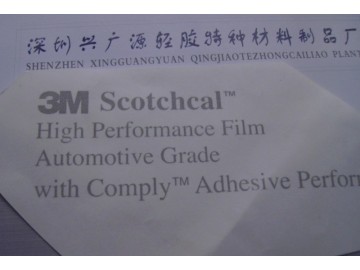 深圳兴广源轻胶特种材料制品厂
SHENZHEN XINGGUANGYUAN QINGJIAOTEZHONGCAILIAO PLANT
3M Scotchcal™
High Performance Film
Automotive Grade
with Comply™ Adhesive Perfor